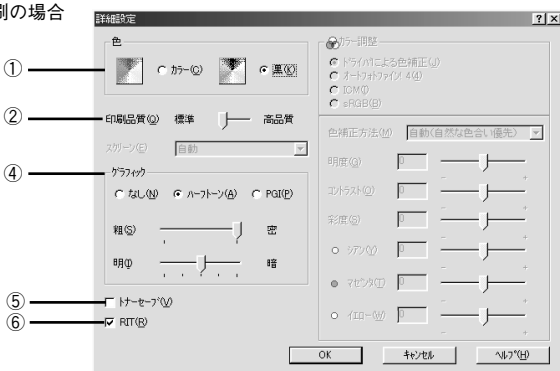 刷の場合
詳細設定
色
① カラー(C) 黒(K)
② 印刷品質(Q) 標準 高品質
スクリーン(E) 自動
④ グラフィック
なし(N) ハーフトーン(A) PGI(P)
粗(S) 密
明(I) 暗
⑤ トナーセーブ(V)
⑥ RIT(R)
カラー調整
ドライバによる色補正(J)
オートフォトファイン!4(4)
ICM(I)
sRGB(B)
色補正方法(M) 自動(自然な色合い優先)
明度(G) 0
- +
コントラスト(O) 0
- +
彩度(S) 0
- +
シアン(Y) 0
- +
マゼンタ(T) 0
- +
イエロー(W) 0
- +
OK キャンセル ヘルプ(H)